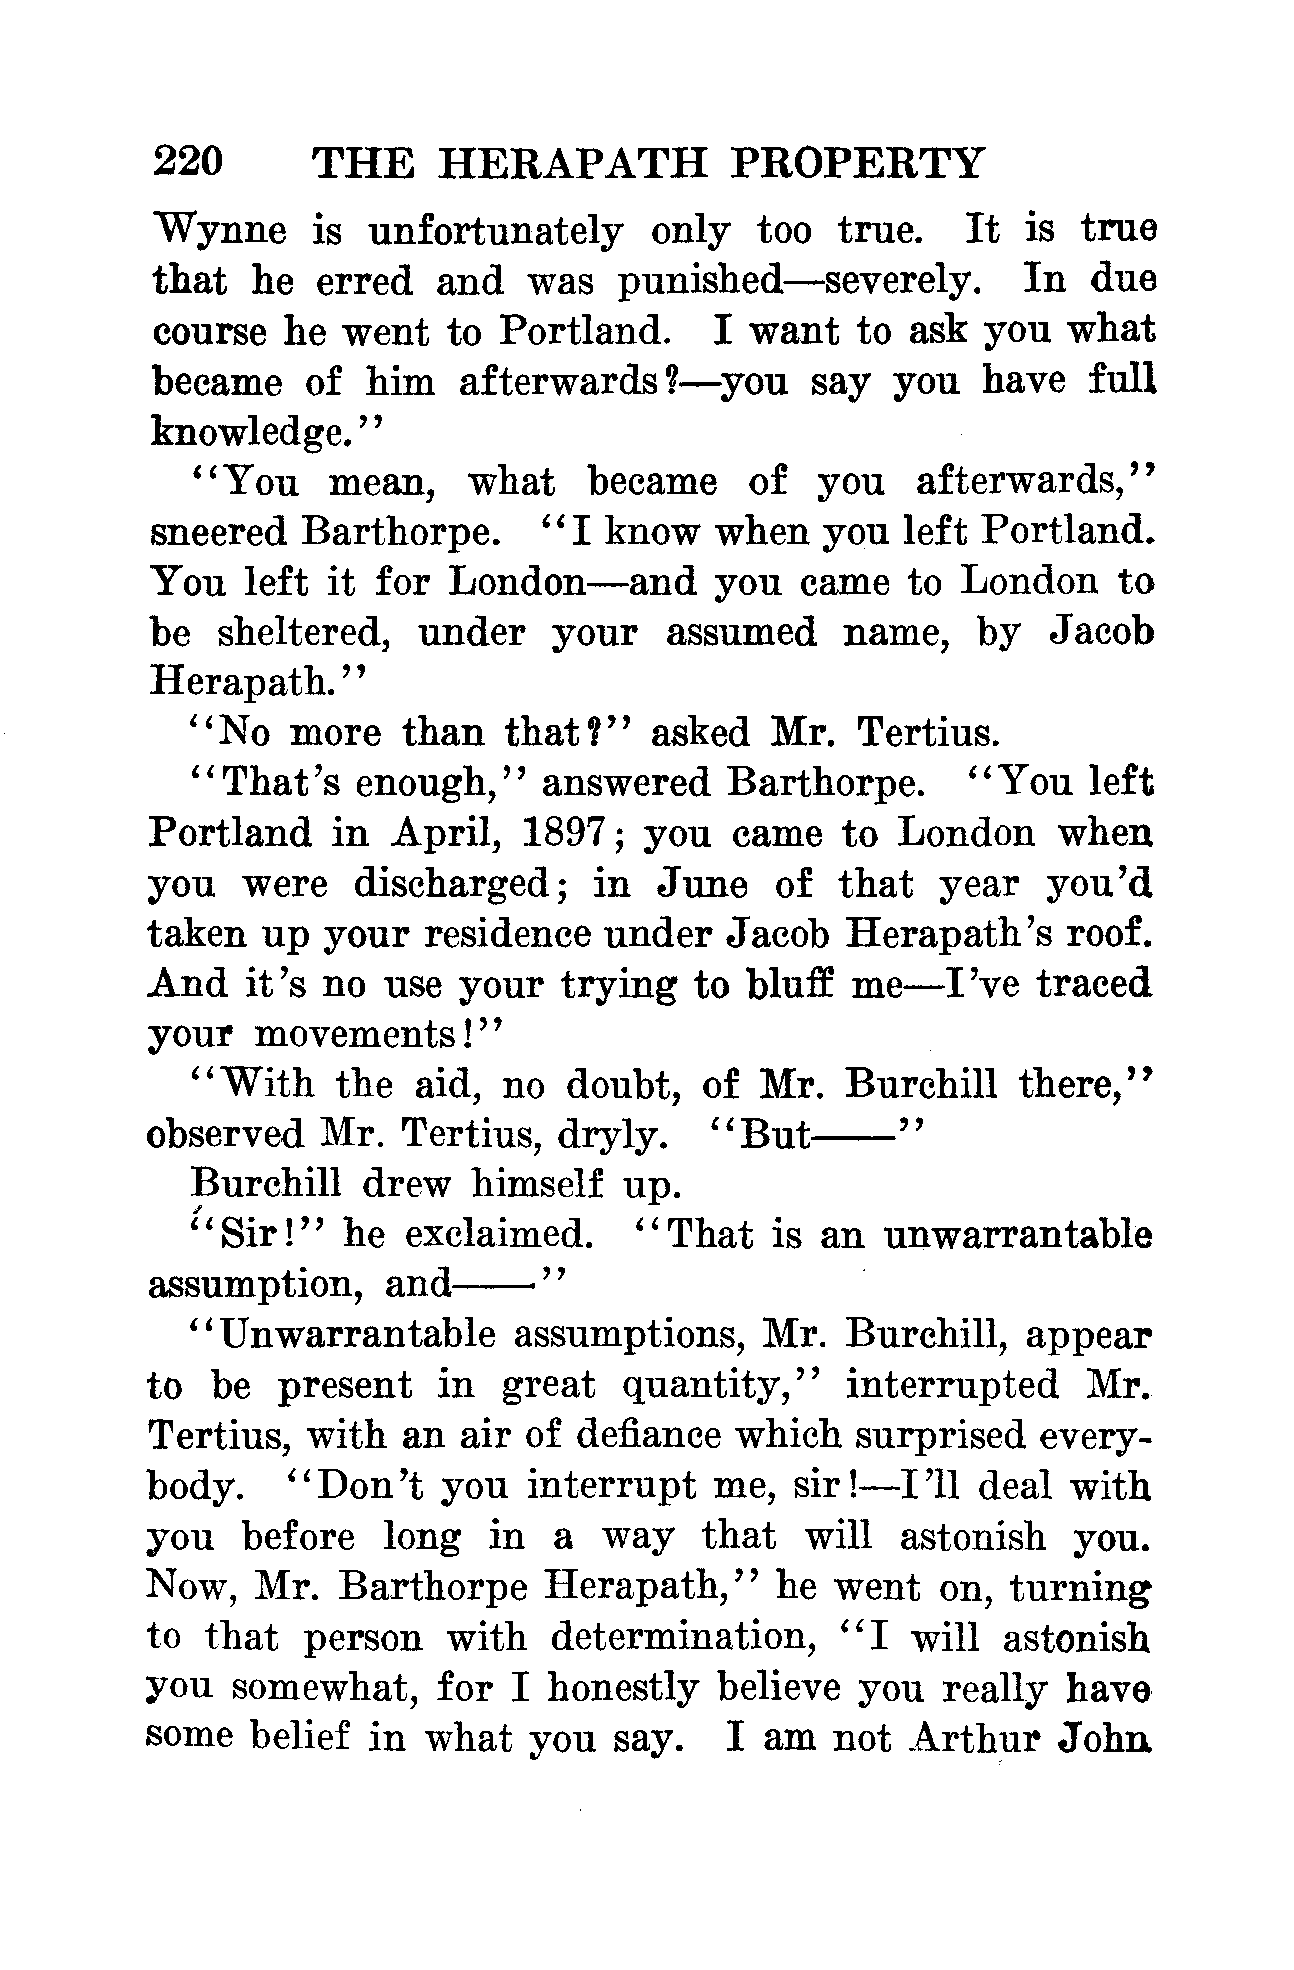 220 THE HERAPATH PROPERTY
Wynne is unfortunately only too true. It is true
that he erred and was punished—severely. In due
course he went to Portland. I want to ask you what
became of him afterwards?—you say you have full
knowledge."
"You mean, what became of you afterwards,"
sneered Barthorpe. "I know when you left Portland.
You left it for London—and you came to London to
be sheltered, under your assumed name, by Jacob
Herapath."
"No more than that?" asked Mr. Tertius.
"That's enough," answered Barthorpe. "You left
Portland in April, 1897; you came to London when
you were discharged; in June of that year you'd
taken up your residence under Jacob Herapath's roof.
And it's no use your trying to bluff me—I've traced
your movements!"
"With the aid, no doubt, of Mr. Burchill there,"
observed Mr. Tertius, dryly. "But——"
Burchill drew himself up.
"Sir!" he exclaimed. "That is an unwarrantable
assumption, and——"
"Unwarrantable assumptions, Mr. Burchill, appear
to be present in great quantity," interrupted Mr.
Tertius, with an air of defiance which surprised every-
body. "Don't you interrupt me, sir!—I'll deal with
you before long in a way that will astonish you.
Now, Mr. Barthorpe Herapath," he went on, turning
to that person with determination, "I will astonish
you somewhat, for I honestly believe you really have
some belief in what you say. I am not Arthur John